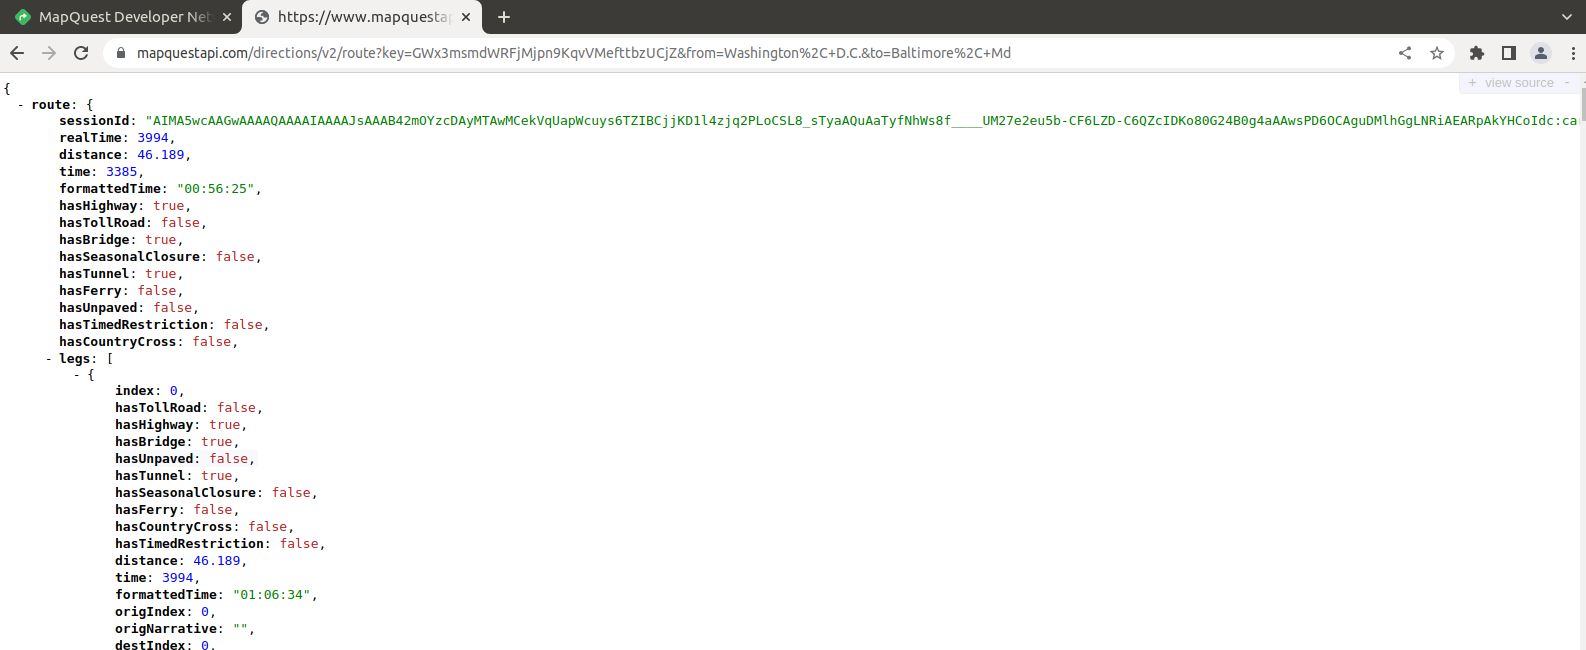 MapQuest Developer Net
https://www.mapquestap
mapquestapi.com/directions/v2/route?key=GWx3msmdWRFjMjpn9KqvVMefttbzUCjZ&from=Washington%2C+D.C.&to=Baltimore%2C+Md
+ view source -
{
- route: {
sessionId: "AIMA5wcAAGwAAAAQAAAAIAAAAJsAAAB42mOYzcDAyMTAwMCekVqUapWcuys6TZIBCjjKD1l4zjq2PLoCSL8_sTyaAQuAaTyfNhWs8f____UM27e2eu5b-CF6LZD-C6QZcIDKo80G24B0g4aAAwsPD6OCAguDMlhGgLNRiAEARpAkYHCoIdc:ca
realTime: 3994,
distance: 46.189,
time: 3385,
formattedTime: "00:56:25",
hasHighway: true,
hasTollRoad: false,
hasBridge: true,
hasSeasonalClosure: false,
hasTunnel: true,
hasFerry: false,
hasUnpaved: false,
hasTimedRestriction: false,
hasCountryCross: false,
- legs: [
- {
index: 0,
hasTollRoad: false,
hasHighway: true,
hasBridge: true,
hasUnpaved: false,
hasTunnel: true,
hasSeasonalClosure: false,
hasFerry: false,
hasCountryCross: false,
hasTimedRestriction: false,
distance: 46.189,
time: 3994,
formattedTime: "01:06:34",
origIndex: 0,
origNarrative: "",
destIndex: 0,